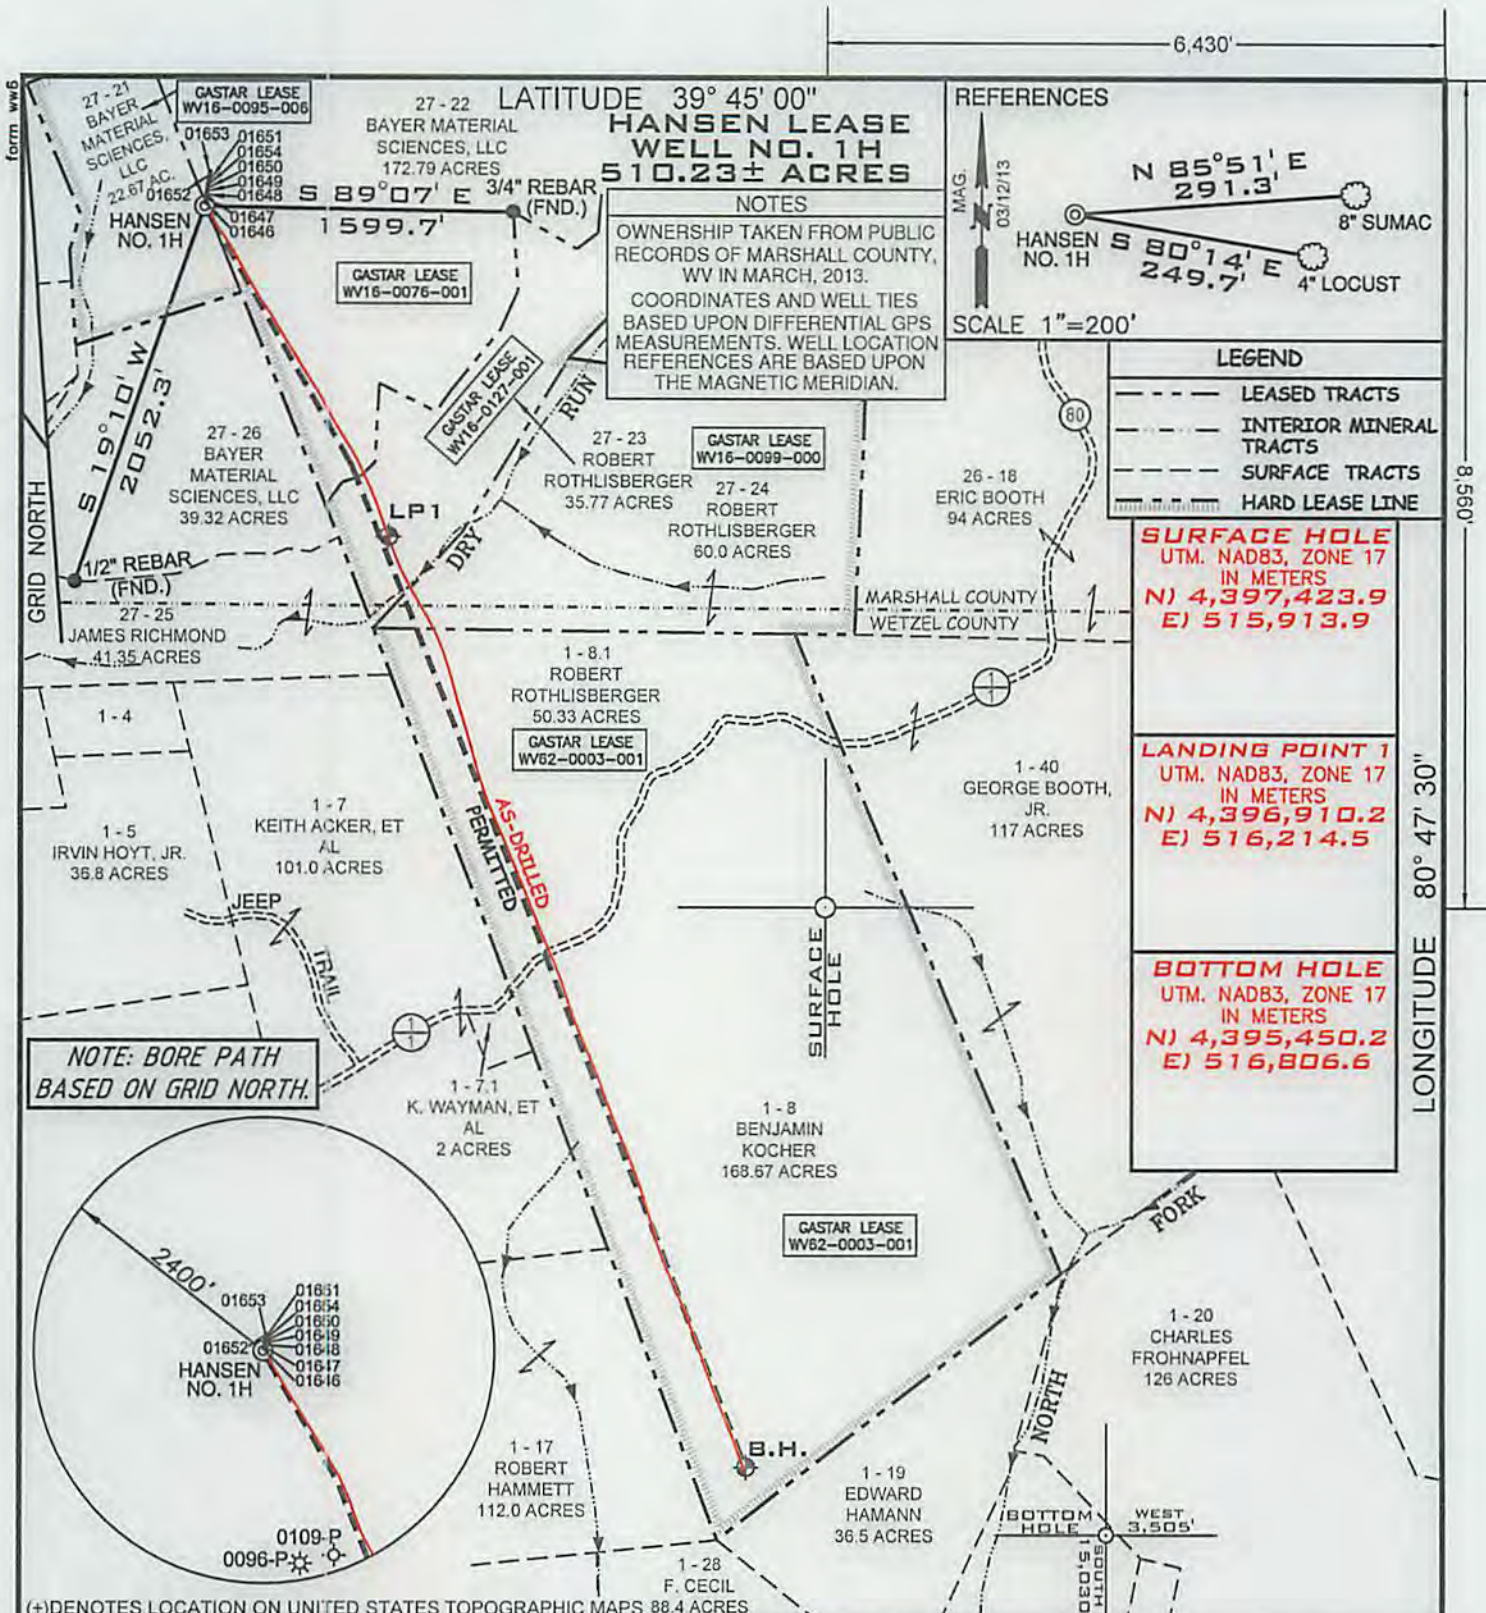 6,430'
form ww6
27 - 21
BAYER
MATERIAL
SCIENCES,
LLC
22.67 AC.
GASTAR LEASE
WV16-0095-006
01653
01651
01654
01650
01649
01648
01652
01647
01646
HANSEN
NO. 1H
27 - 22
BAYER MATERIAL
SCIENCES, LLC
172.79 ACRES
S 89°07' E
1599.7'
3/4" REBAR
(FND.)
LATITUDE 39° 45' 00"
HANSEN LEASE
WELL NO. 1H
510.23± ACRES
NOTES
OWNERSHIP TAKEN FROM PUBLIC
RECORDS OF MARSHALL COUNTY,
WV IN MARCH, 2013.
COORDINATES AND WELL TIES
BASED UPON DIFFERENTIAL GPS
MEASUREMENTS. WELL LOCATION
REFERENCES ARE BASED UPON
THE MAGNETIC MERIDIAN.
REFERENCES
MAG.
N
03/12/13
N 85°51' E
291.3'
8" SUMAC
HANSEN
NO. 1H
S 80°14' E
249.7'
4" LOCUST
SCALE 1"=200'
LEGEND
LEASED TRACTS
INTERIOR MINERAL
TRACTS
SURFACE TRACTS
HARD LEASE LINE
8,560'
GASTAR LEASE
WV16-0076-001
GASTAR LEASE
WV16-0127-001
S 19°10' W
2052.3'
27 - 26
BAYER
MATERIAL
SCIENCES, LLC
39.32 ACRES
GRID NORTH
1/2" REBAR
(FND.)
LP1
DRY
RUN
27 - 23
ROBERT
ROTHLISBERGER
35.77 ACRES
GASTAR LEASE
WV16-0099-000
27 - 24
ROBERT
ROTHLISBERGER
60.0 ACRES
80
26 - 18
ERIC BOOTH
94 ACRES
MARSHALL COUNTY
WETZEL COUNTY
SURFACE HOLE
UTM. NAD83, ZONE 17
IN METERS
N) 4,397,423.9
E) 515,913.9
LANDING POINT 1
UTM. NAD83, ZONE 17
IN METERS
N) 4,396,910.2
E) 516,214.5
BOTTOM HOLE
UTM. NAD83, ZONE 17
IN METERS
N) 4,395,450.2
E) 516,806.6
LONGITUDE 80° 47' 30"
27 - 25
JAMES RICHMOND
41.35 ACRES
1 - 8.1
ROBERT
ROTHLISBERGER
50.33 ACRES
GASTAR LEASE
WV62-0003-001
1
1
1 - 4
1 - 5
IRVIN HOYT, JR.
36.8 ACRES
1 - 7
KEITH ACKER, ET
AL
101.0 ACRES
AS-DRILLED
PERMITTED
1 - 40
GEORGE BOOTH,
JR.
117 ACRES
SURFACE
HOLE
JEEP
TRAIL
1
1
NOTE: BORE PATH
BASED ON GRID NORTH.
1 - 7.1
K. WAYMAN, ET
AL
2 ACRES
1 - 8
BENJAMIN
KOCHER
168.67 ACRES
GASTAR LEASE
WV62-0003-001
FORK
NORTH
1 - 20
CHARLES
FROHNAPFEL
126 ACRES
2400'
01653
01651
01654
01650
01649
01648
01652
01647
01646
HANSEN
NO. 1H
0109-P
0096-P
1 - 17
ROBERT
HAMMETT
112.0 ACRES
B.H.
1 - 19
EDWARD
HAMANN
36.5 ACRES
BOTTOM
HOLE
WEST
3,505'
SOUTH
15,030
1 - 28
F. CECIL
88.4 ACRES
(+)DENOTES LOCATION ON UNITED STATES TOPOGRAPHIC MAPS